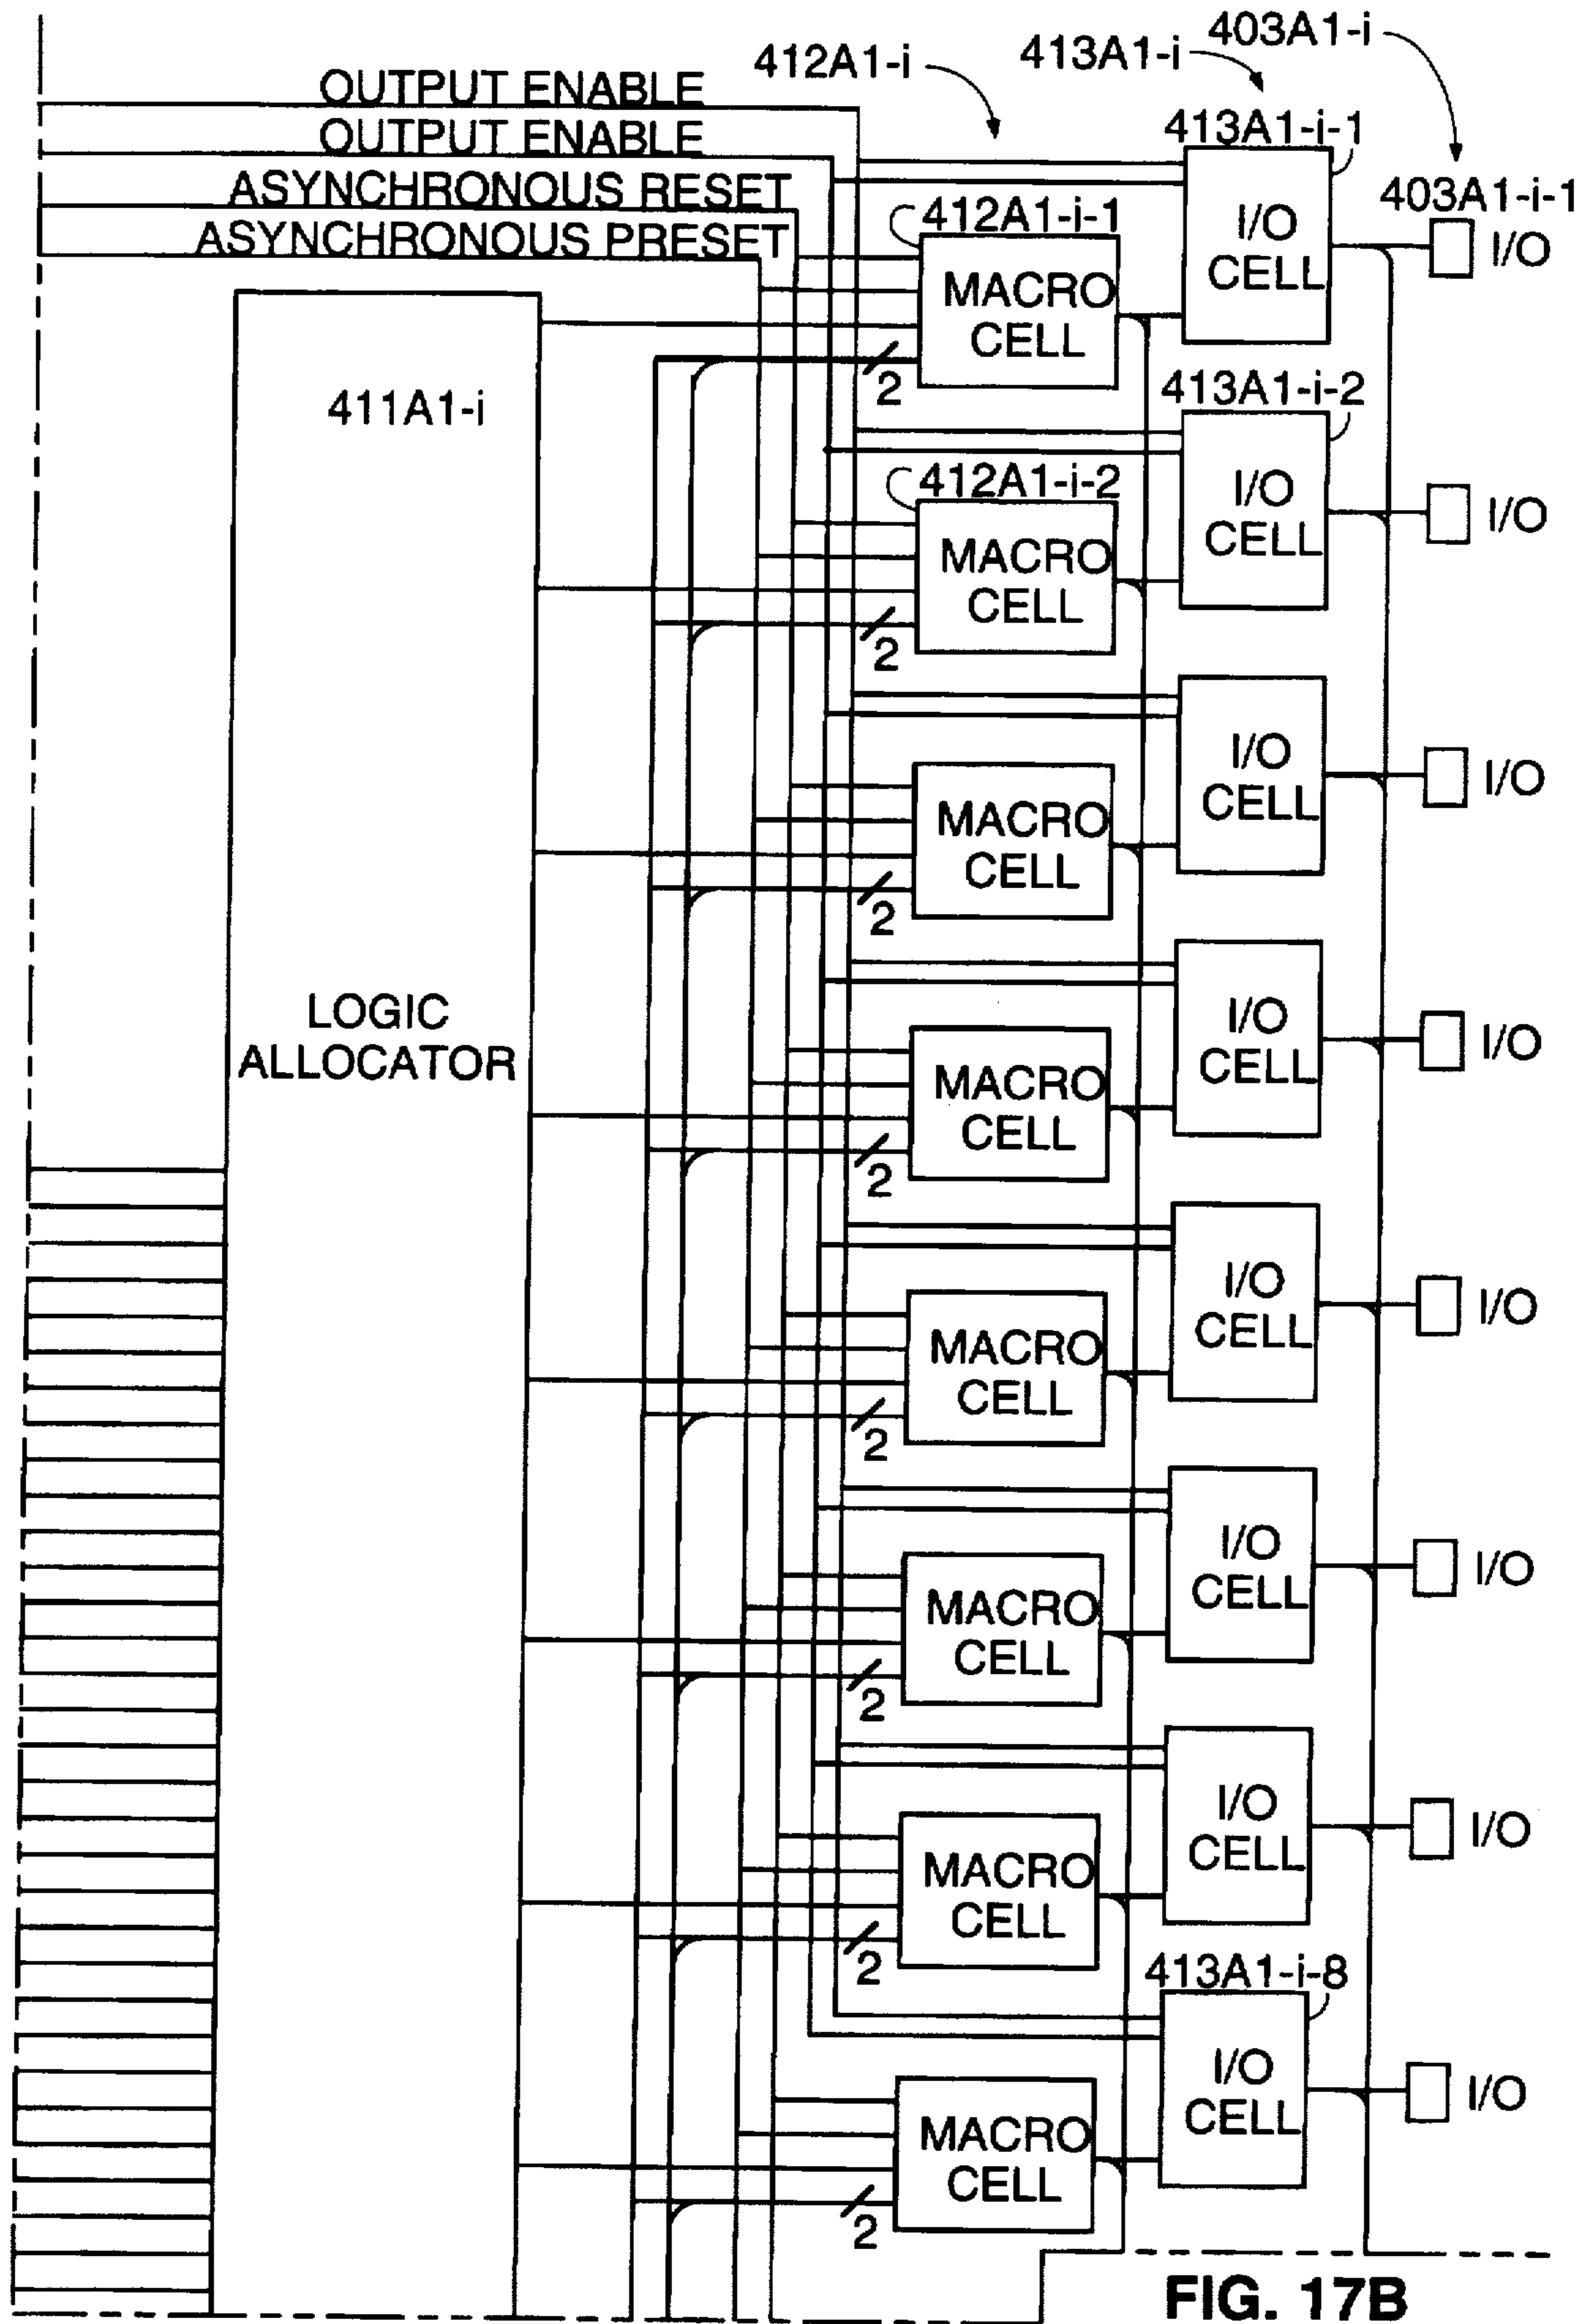 412A1-i
413A1-i
403A1-i
OUTPUT ENABLE
OUTPUT ENABLE
ASYNCHRONOUS RESET
ASYNCHRONOUS PRESET
413A1-i-1
403A1-i-1
412A1-i-1
I/O
CELL
I/O
MACRO
CELL
2
411A1-i
413A1-i-2
412A1-i-2
I/O
CELL
I/O
MACRO
CELL
2
I/O
CELL
I/O
MACRO
CELL
2
LOGIC
ALLOCATOR
I/O
CELL
I/O
MACRO
CELL
2
I/O
CELL
I/O
MACRO
CELL
2
I/O
CELL
I/O
MACRO
CELL
2
I/O
CELL
I/O
MACRO
CELL
2
413A1-i-8
I/O
CELL
I/O
MACRO
CELL
2
FIG. 17B